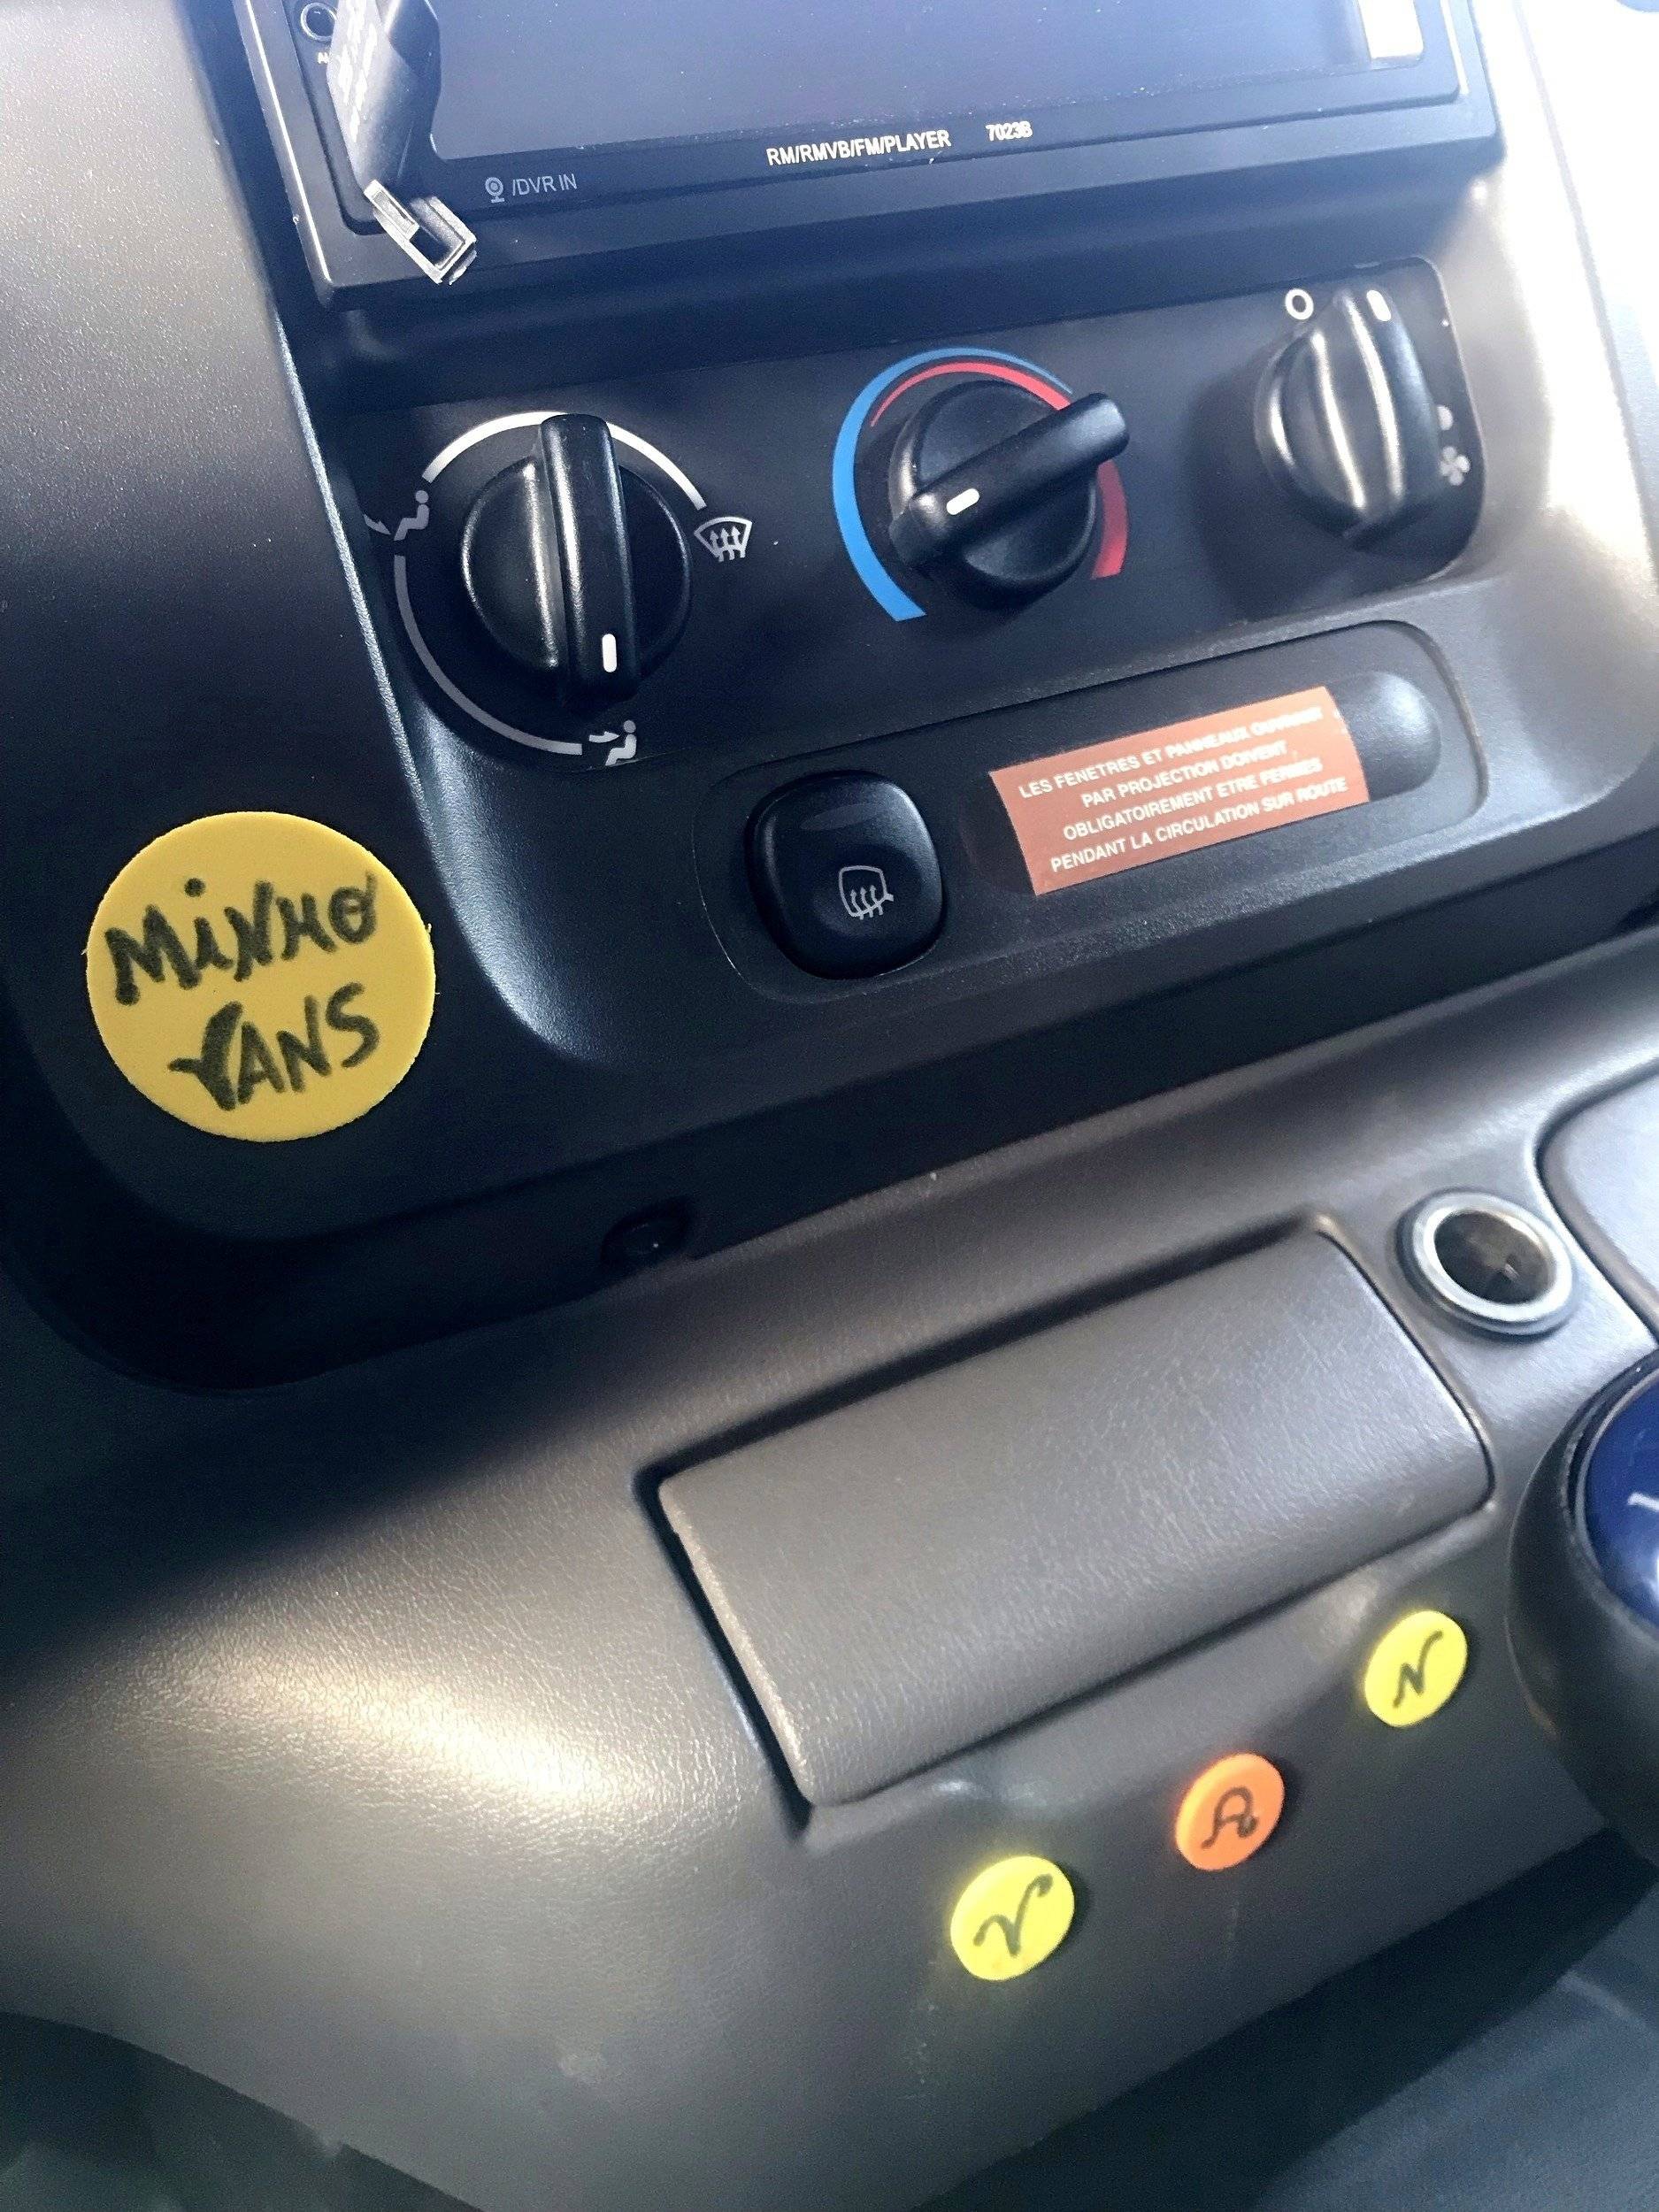 RM/RMVB/FM/PLAYER 7023B
/DVR IN
LES FENETRES ET PANNEAUX OUVRANT
PAR PROJECTION DOIVENT
OBLIGATOIREMENT ETRE FERMES
PENDANT LA CIRCULATION SUR ROUTE
MiNHO
VANS
V
A
N